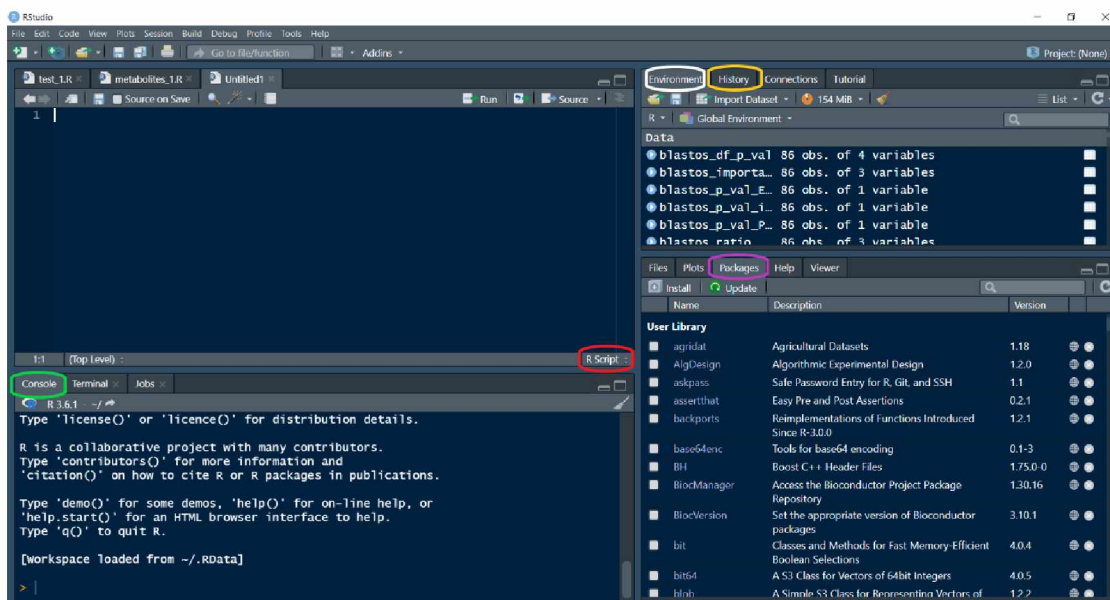 RStudio
File Edit Code View Plots Session Build Debug Profile Tools Help
Go to file/function Addins Project: (None)
test_1.R metabolites_1.R Untitled1
Source on Save Run Source
1
1:1 (Top Level) R Script
Console Terminal Jobs
R 3.6.1 · ~/
Type 'license()' or 'licence()' for distribution details.
R is a collaborative project with many contributors.
Type 'contributors()' for more information and
'citation()' on how to cite R or R packages in publications.
Type 'demo()' for some demos, 'help()' for on-line help, or
'help.start()' for an HTML browser interface to help.
Type 'q()' to quit R.
[Workspace loaded from ~/.RData]
>
Environment History Connections Tutorial
Import Dataset 154 MiB List
R Global Environment
Data
blastos_df_p_val 86 obs. of 4 variables
blastos_importa… 86 obs. of 3 variables
blastos_p_val_E… 86 obs. of 1 variable
blastos_p_val_i… 86 obs. of 1 variable
blastos_p_val_P… 86 obs. of 1 variable
blastos_ratio 86 obs. of 3 variables
Files Plots Packages Help Viewer
Install Update
Name Description Version
User Library
agridat Agricultural Datasets 1.18
AlgDesign Algorithmic Experimental Design 1.2.0
askpass Safe Password Entry for R, Git, and SSH 1.1
assertthat Easy Pre and Post Assertions 0.2.1
backports Reimplementations of Functions Introduced 1.2.1
Since R-3.0.0
base64enc Tools for base64 encoding 0.1-3
BH Boost C++ Header Files 1.75.0-0
BiocManager Access the Bioconductor Project Package 1.30.16
Repository
BiocVersion Set the appropriate version of Bioconductor 3.10.1
packages
bit Classes and Methods for Fast Memory-Efficient 4.0.4
Boolean Selections
bit64 A S3 Class for Vectors of 64bit Integers 4.0.5
blob A Simple S3 Class for Representing Vectors of 1.2.2